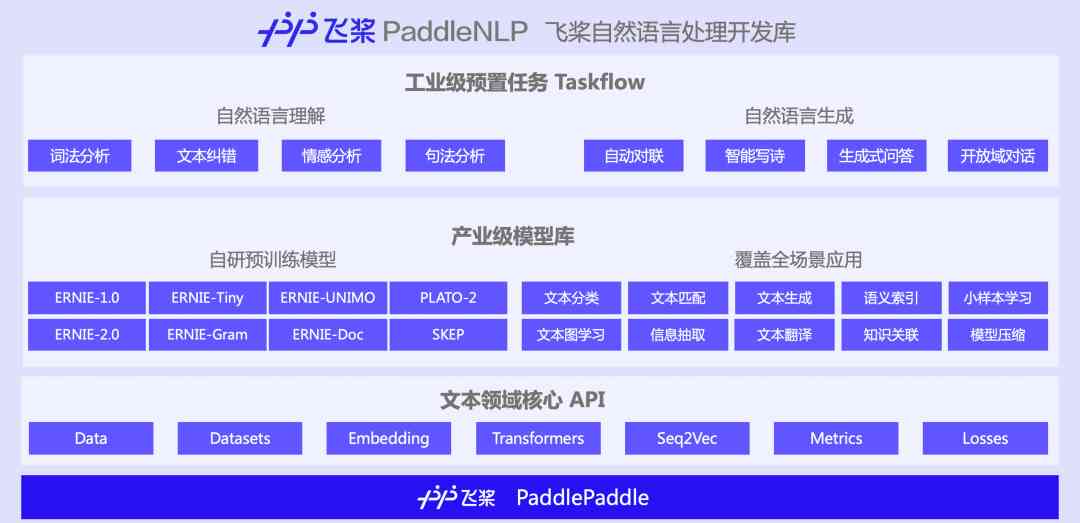 飞桨 PaddleNLP 飞桨自然语言处理开发库
工业级预置任务 Taskflow
自然语言理解 自然语言生成
词法分析 文本纠错 情感分析 句法分析 自动对联 智能写诗 生成式问答 开放域对话
产业级模型库
自研预训练模型 覆盖全场景应用
ERNIE-1.0 ERNIE-Tiny ERNIE-UNIMO PLATO-2 文本分类 文本匹配 文本生成 语义索引 小样本学习
ERNIE-2.0 ERNIE-Gram ERNIE-Doc SKEP 文本图学习 信息抽取 文本翻译 知识关联 模型压缩
文本领域核心 API
Data Datasets Embedding Transformers Seq2Vec Metrics Losses
飞桨 PaddlePaddle